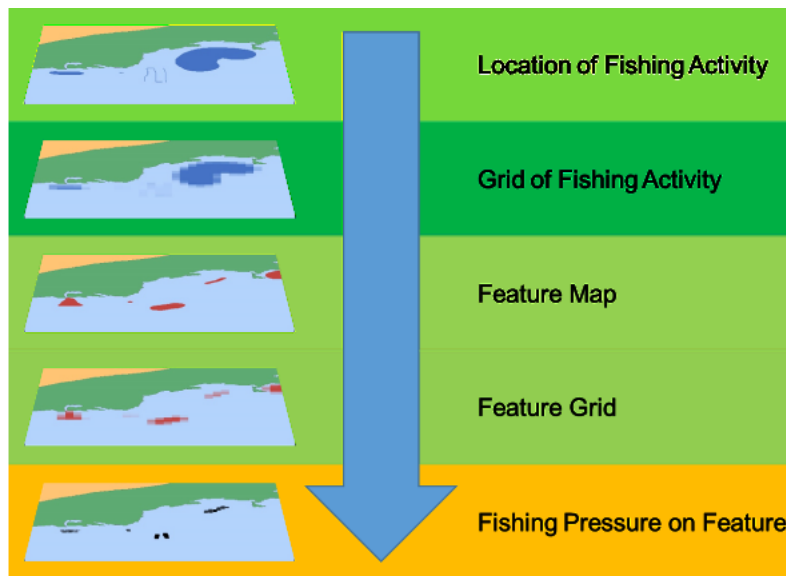 Location of Fishing Activity
Grid of Fishing Activity
Feature Map
Feature Grid
Fishing Pressure on Feature